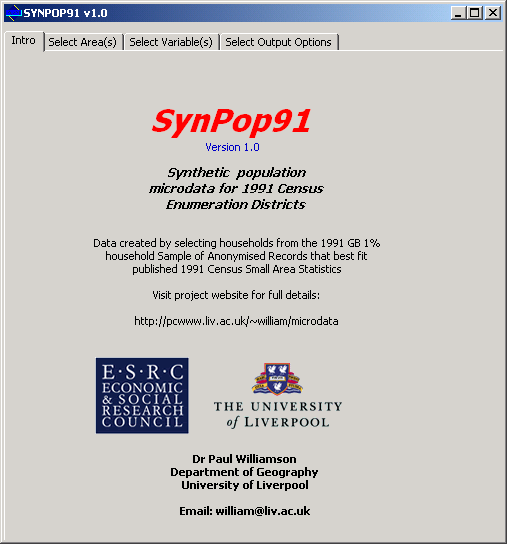 SYNPOP91 v1.0
Intro Select Area(s) Select Variable(s) Select Output Options
SynPop91
Version 1.0
Synthetic population
microdata for 1991 Census
Enumeration Districts
Data created by selecting households from the 1991 GB 1%
household Sample of Anonymised Records that best fit
published 1991 Census Small Area Statistics
Visit project website for full details:
http://pcwww.liv.ac.uk/~william/microdata
E·S·R·C
ECONOMIC
& SOCIAL
RESEARCH
COUNCIL
THE UNIVERSITY
of LIVERPOOL
Dr Paul Williamson
Department of Geography
University of Liverpool
Email: william@liv.ac.uk